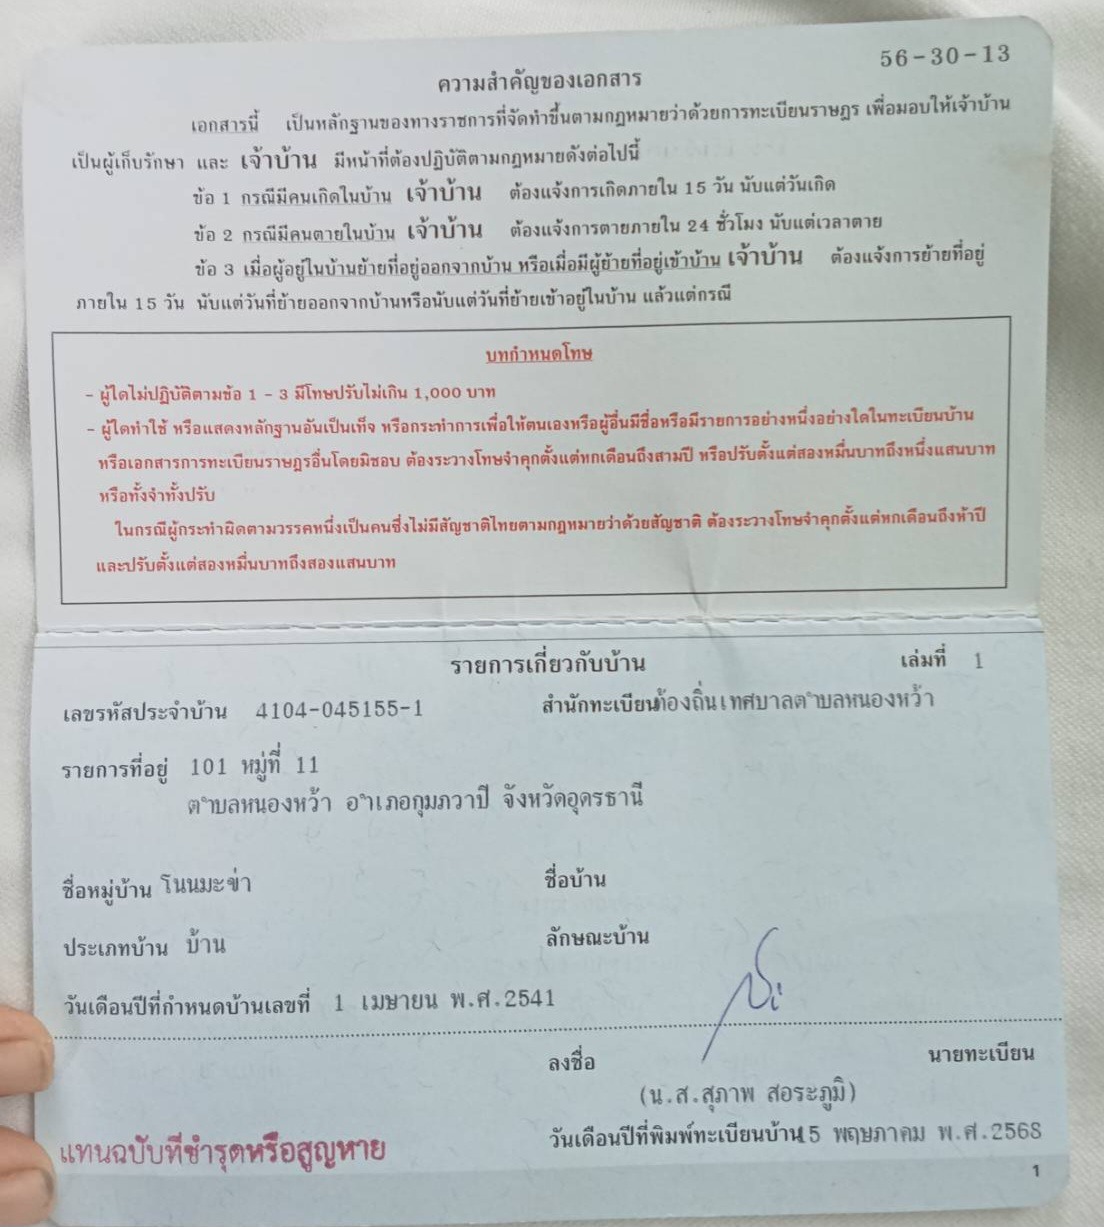 56-30-13
ความสำคัญของเอกสาร
เอกสารนี้ เป็นหลักฐานของทางราชการที่จัดทำขึ้นตามกฎหมายว่าด้วยการทะเบียนราษฎร เพื่อมอบให้เจ้าบ้าน
เป็นผู้เก็บรักษา และ เจ้าบ้าน มีหน้าที่ต้องปฏิบัติตามกฎหมายดังต่อไปนี้
ข้อ 1 กรณีมีคนเกิดในบ้าน เจ้าบ้าน ต้องแจ้งการเกิดภายใน 15 วัน นับแต่วันเกิด
ข้อ 2 กรณีมีคนตายในบ้าน เจ้าบ้าน ต้องแจ้งการตายภายใน 24 ชั่วโมง นับแต่เวลาตาย
ข้อ 3 เมื่อผู้อยู่ในบ้านย้ายที่อยู่ออกจากบ้าน หรือเมื่อมีผู้ย้ายที่อยู่เข้าบ้าน เจ้าบ้าน ต้องแจ้งการย้ายที่อยู่
ภายใน 15 วัน นับแต่วันที่ย้ายออกจากบ้านหรือนับแต่วันที่ย้ายเข้าอยู่ในบ้าน แล้วแต่กรณี
บทกำหนดโทษ
- ผู้ใดไม่ปฏิบัติตามข้อ 1 - 3 มีโทษปรับไม่เกิน 1,000 บาท
- ผู้ใดทำใช้ หรือแสดงหลักฐานอันเป็นเท็จ หรือกระทำการเพื่อให้ตนเองหรือผู้อื่นมีชื่อหรือมีรายการอย่างหนึ่งอย่างใดในทะเบียนบ้าน
หรือเอกสารการทะเบียนราษฎรอื่นโดยมิชอบ ต้องระวางโทษจำคุกตั้งแต่หกเดือนถึงสามปี หรือปรับตั้งแต่สองหมื่นบาทถึงหนึ่งแสนบาท
หรือทั้งจำทั้งปรับ
ในกรณีผู้กระทำผิดตามวรรคหนึ่งเป็นคนซึ่งไม่มีสัญชาติไทยตามกฎหมายว่าด้วยสัญชาติ ต้องระวางโทษจำคุกตั้งแต่หกเดือนถึงห้าปี
และปรับตั้งแต่สองหมื่นบาทถึงสองแสนบาท
รายการเกี่ยวกับบ้าน เล่มที่ 1
เลขรหัสประจำบ้าน 4104-045155-1 สำนักทะเบียนท้องถิ่นเทศบาลตำบลหนองหว้า
รายการที่อยู่ 101 หมู่ที่ 11
ตำบลหนองหว้า อำเภอกุมภวาปี จังหวัดอุดรธานี
ชื่อหมู่บ้าน โนนมะข่า ชื่อบ้าน
ประเภทบ้าน บ้าน ลักษณะบ้าน
วันเดือนปีที่กำหนดบ้านเลขที่ 1 เมษายน พ.ศ.2541
ลงชื่อ นายทะเบียน
(น.ส.สุภาพ สอระภูมิ)
แทนฉบับที่ชำรุดหรือสูญหาย วันเดือนปีที่พิมพ์ทะเบียนบ้าน 15 พฤษภาคม พ.ศ.2568
1